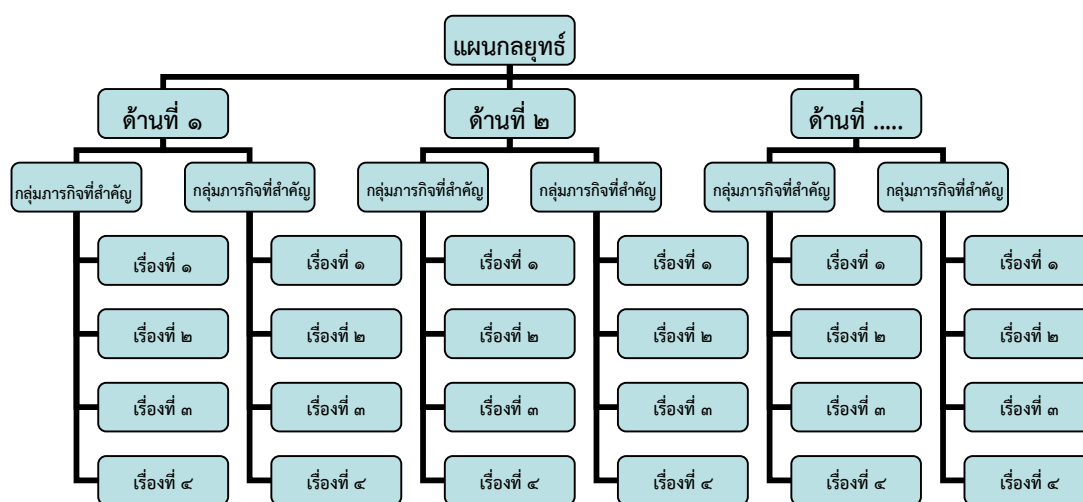 แผนกลยุทธ์
ด้านที่ ๑
ด้านที่ ๒
ด้านที่ .....
กลุ่มภารกิจที่สำคัญ
กลุ่มภารกิจที่สำคัญ
กลุ่มภารกิจที่สำคัญ
กลุ่มภารกิจที่สำคัญ
กลุ่มภารกิจที่สำคัญ
กลุ่มภารกิจที่สำคัญ
เรื่องที่ ๑
เรื่องที่ ๑
เรื่องที่ ๑
เรื่องที่ ๑
เรื่องที่ ๑
เรื่องที่ ๑
เรื่องที่ ๒
เรื่องที่ ๒
เรื่องที่ ๒
เรื่องที่ ๒
เรื่องที่ ๒
เรื่องที่ ๒
เรื่องที่ ๓
เรื่องที่ ๓
เรื่องที่ ๓
เรื่องที่ ๓
เรื่องที่ ๓
เรื่องที่ ๓
เรื่องที่ ๔
เรื่องที่ ๔
เรื่องที่ ๔
เรื่องที่ ๔
เรื่องที่ ๔
เรื่องที่ ๔